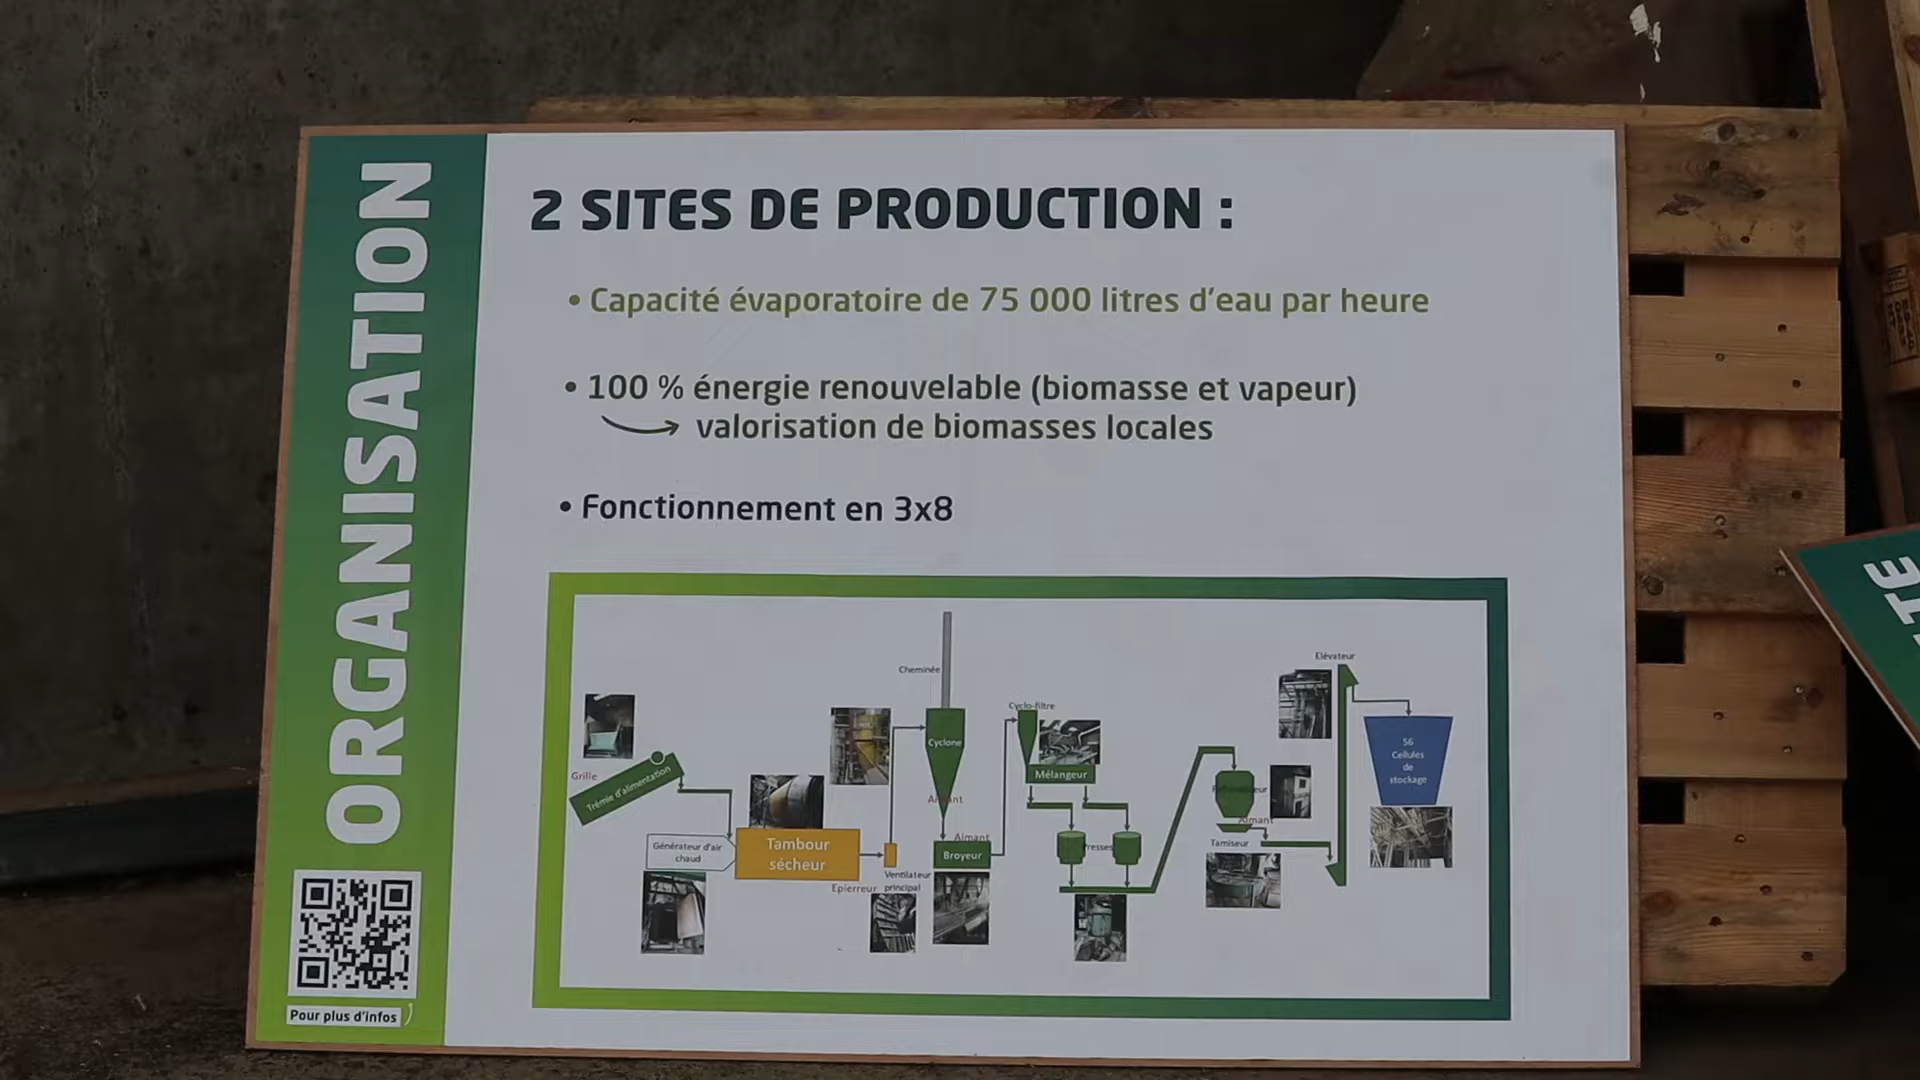 ORGANISATION
2 SITES DE PRODUCTION :
• Capacité évaporatoire de 75 000 litres d'eau par heure
• 100 % énergie renouvelable (biomasse et vapeur)
valorisation de biomasses locales
• Fonctionnement en 3x8
Grille
Trémie d'alimentation
Générateur d'air
chaud
Tambour
sécheur
Epierreur
Ventilateur
principal
Cheminée
Cyclone
Aimant
Aimant
Broyeur
Cyclo-filtre
Mélangeur
Presses
Aimant
Tamiseur
Elévateur
56
Cellules
de
stockage
Pour plus d'infos
TE